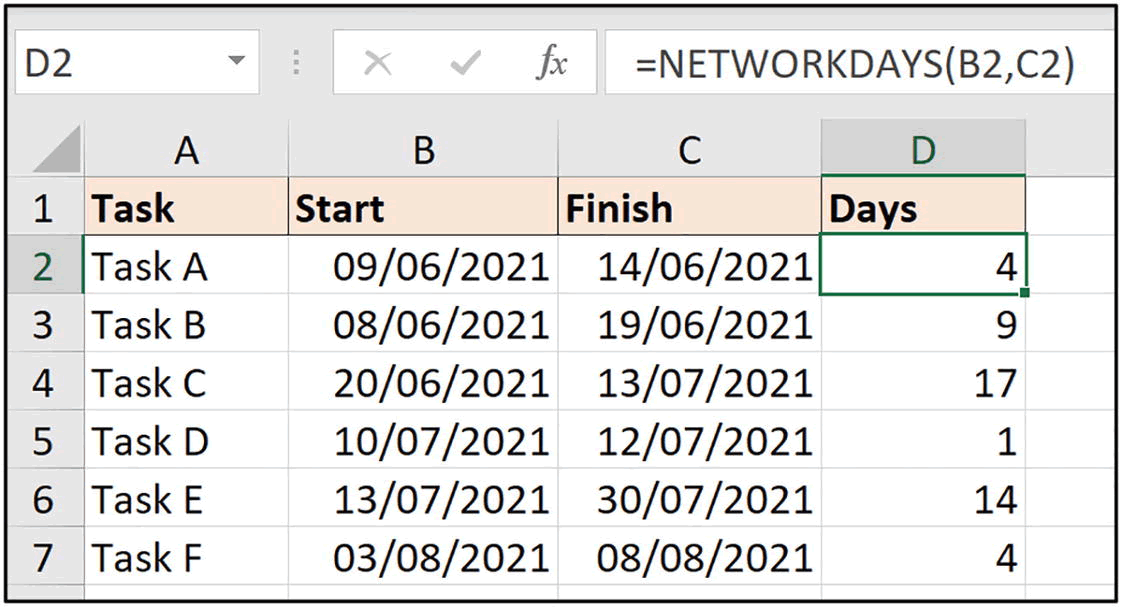 D2 fx =NETWORKDAYS(B2,C2)
A B C D
1 Task Start Finish Days
2 Task A 09/06/2021 14/06/2021 4
3 Task B 08/06/2021 19/06/2021 9
4 Task C 20/06/2021 13/07/2021 17
5 Task D 10/07/2021 12/07/2021 1
6 Task E 13/07/2021 30/07/2021 14
7 Task F 03/08/2021 08/08/2021 4